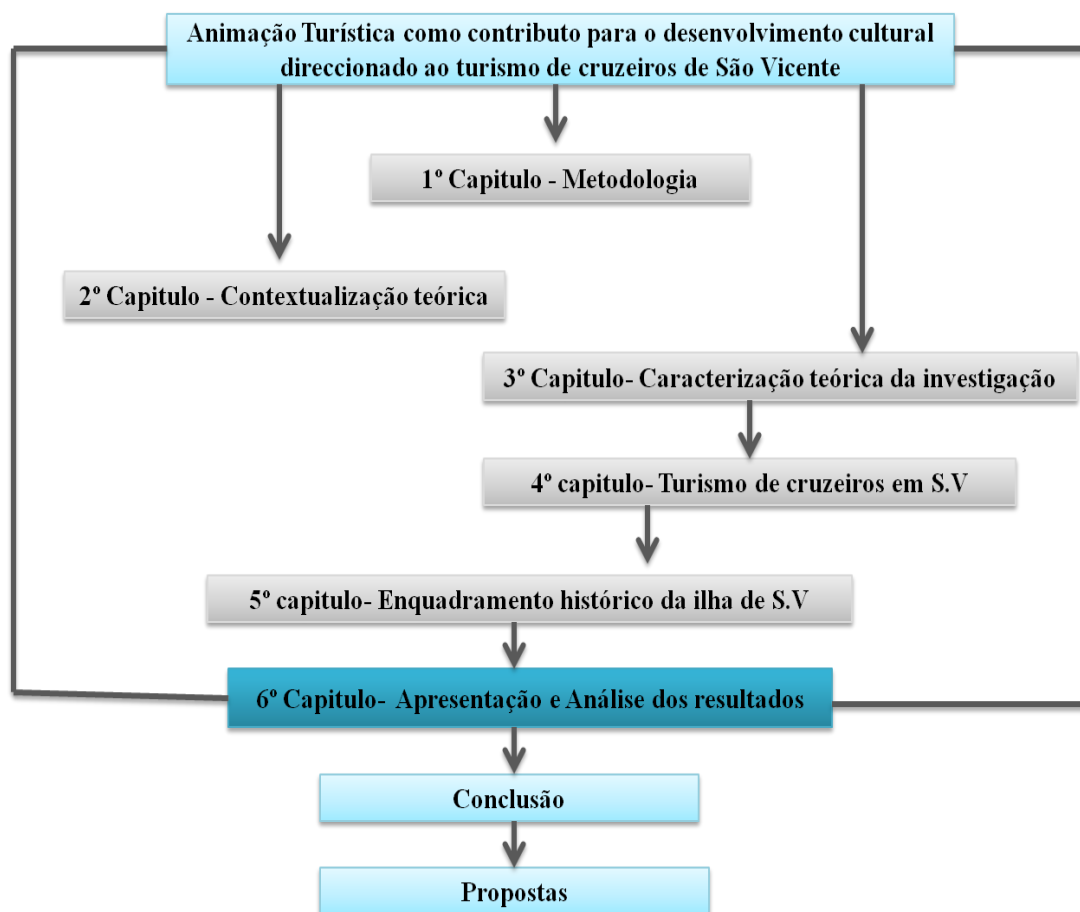 Animação Turística como contributo para o desenvolvimento cultural
direccionado ao turismo de cruzeiros de São Vicente
1º Capitulo - Metodologia
2º Capitulo - Contextualização teórica
3º Capitulo- Caracterização teórica da investigação
4º capitulo- Turismo de cruzeiros em S.V
5º capitulo- Enquadramento histórico da ilha de S.V
6º Capitulo- Apresentação e Análise dos resultados
Conclusão
Propostas